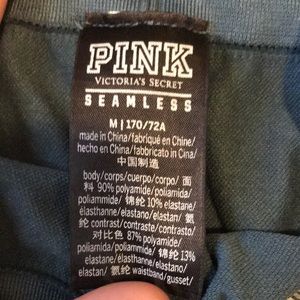 PINK
VICTORIA'S SECRET
SEAMLESS
M | 170/72A
made in China/fabriqué en Chine/
hecho en China/fabbricato in Cina/
中国制造
body/corps/cuerpo/corpo/ 面
料 90% polyamide/polyamide/
poliammide/ 锦纶 10% elastane/
élasthanne/elastano/elastan/ 氨
纶 contrast/contraste/contrasto/
对比色 87% polyamide/polyamide/
poliammide/ 锦纶 13%
elastane/élasthanne/elastano/
elastan/ 氨纶 waistband/gusset/